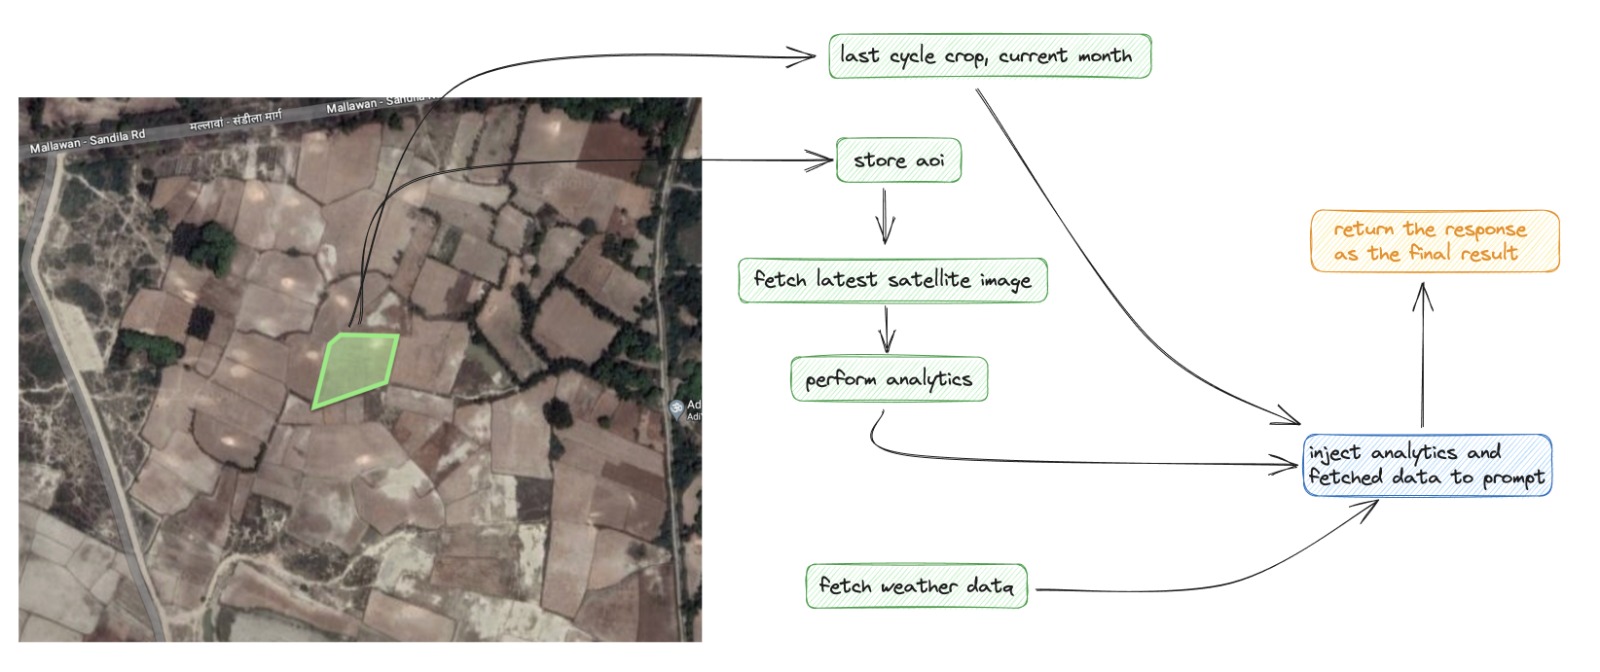 last cycle crop, current month
Mallawan - Sandila R
मल्लावां - संडीला मार्ग
Mallawan - Sandila Rd
store aoi
return the response
as the final result
fetch latest satellite image
perform analytics
Ad
Adi
inject analytics and
fetched data to prompt
fetch weather data